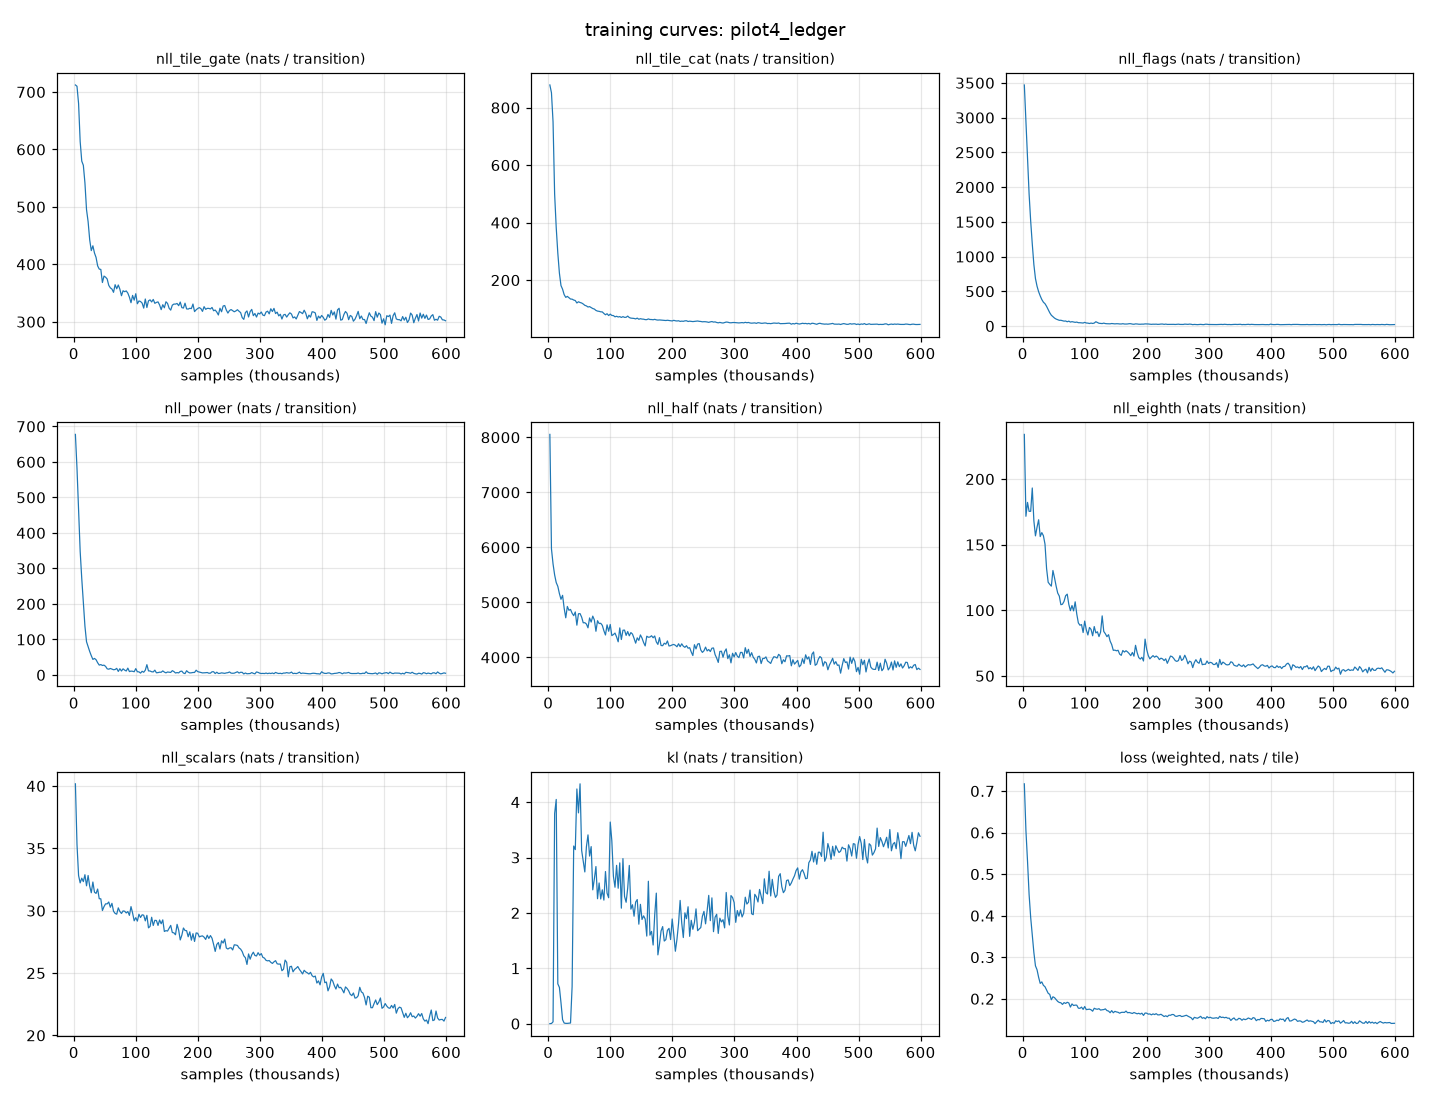 training curves: pilot4_ledger
nll_tile_gate (nats / transition)
700
600
500
400
300
0 100 200 300 400 500 600
samples (thousands)
nll_tile_cat (nats / transition)
800
600
400
200
0 100 200 300 400 500 600
samples (thousands)
nll_flags (nats / transition)
3500
3000
2500
2000
1500
1000
500
0
0 100 200 300 400 500 600
samples (thousands)
nll_power (nats / transition)
700
600
500
400
300
200
100
0
0 100 200 300 400 500 600
samples (thousands)
nll_half (nats / transition)
8000
7000
6000
5000
4000
0 100 200 300 400 500 600
samples (thousands)
nll_eighth (nats / transition)
200
150
100
50
0 100 200 300 400 500 600
samples (thousands)
nll_scalars (nats / transition)
40
35
30
25
20
0 100 200 300 400 500 600
samples (thousands)
kl (nats / transition)
4
3
2
1
0
0 100 200 300 400 500 600
samples (thousands)
loss (weighted, nats / tile)
0.7
0.6
0.5
0.4
0.3
0.2
0 100 200 300 400 500 600
samples (thousands)